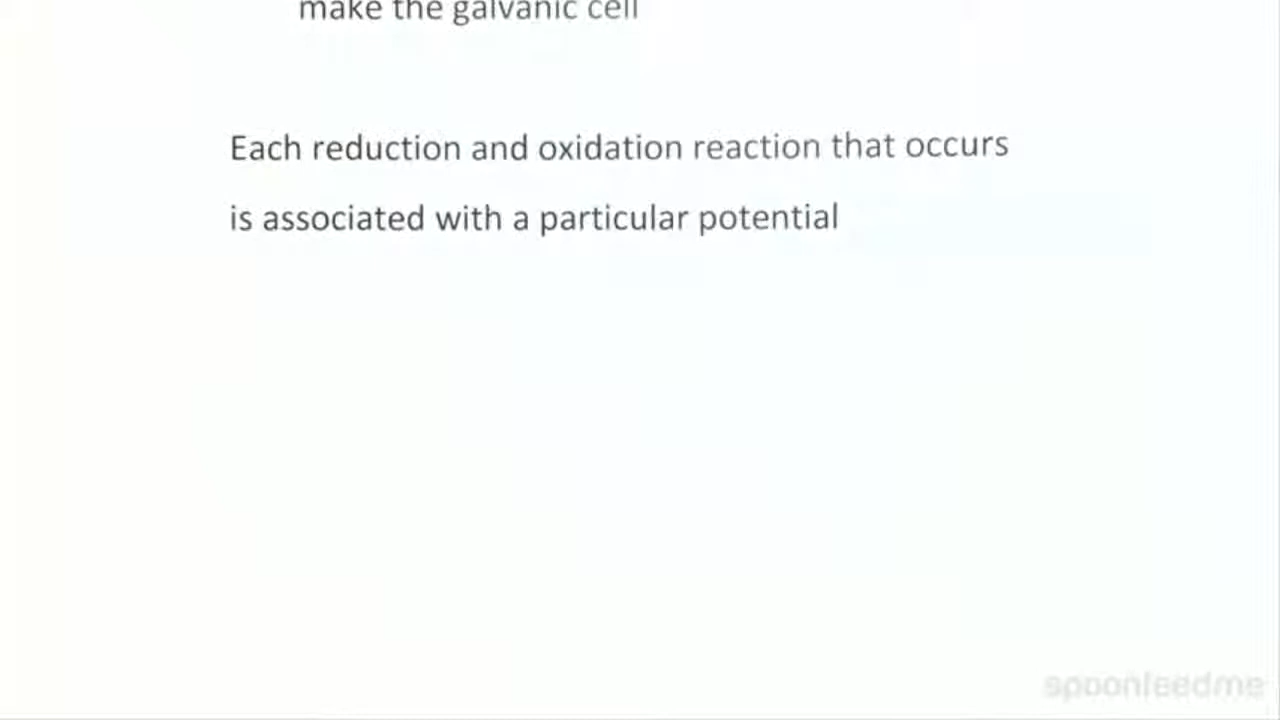 make the galvanic cell
Each reduction and oxidation reaction that occurs
is associated with a particular potential
spoonfeedme